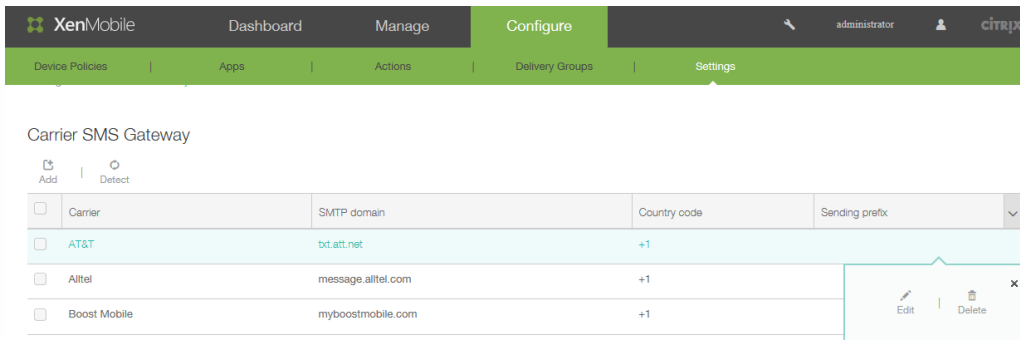 XenMobile Dashboard Manage Configure administrator CİTRIX
Device Policies | Apps | Actions | Delivery Groups | Settings
Carrier SMS Gateway
Add | Detect
Carrier SMTP domain Country code Sending prefix
AT&T txt.att.net +1
Alltel message.alltel.com +1
Boost Mobile myboostmobile.com +1
Edit | Delete